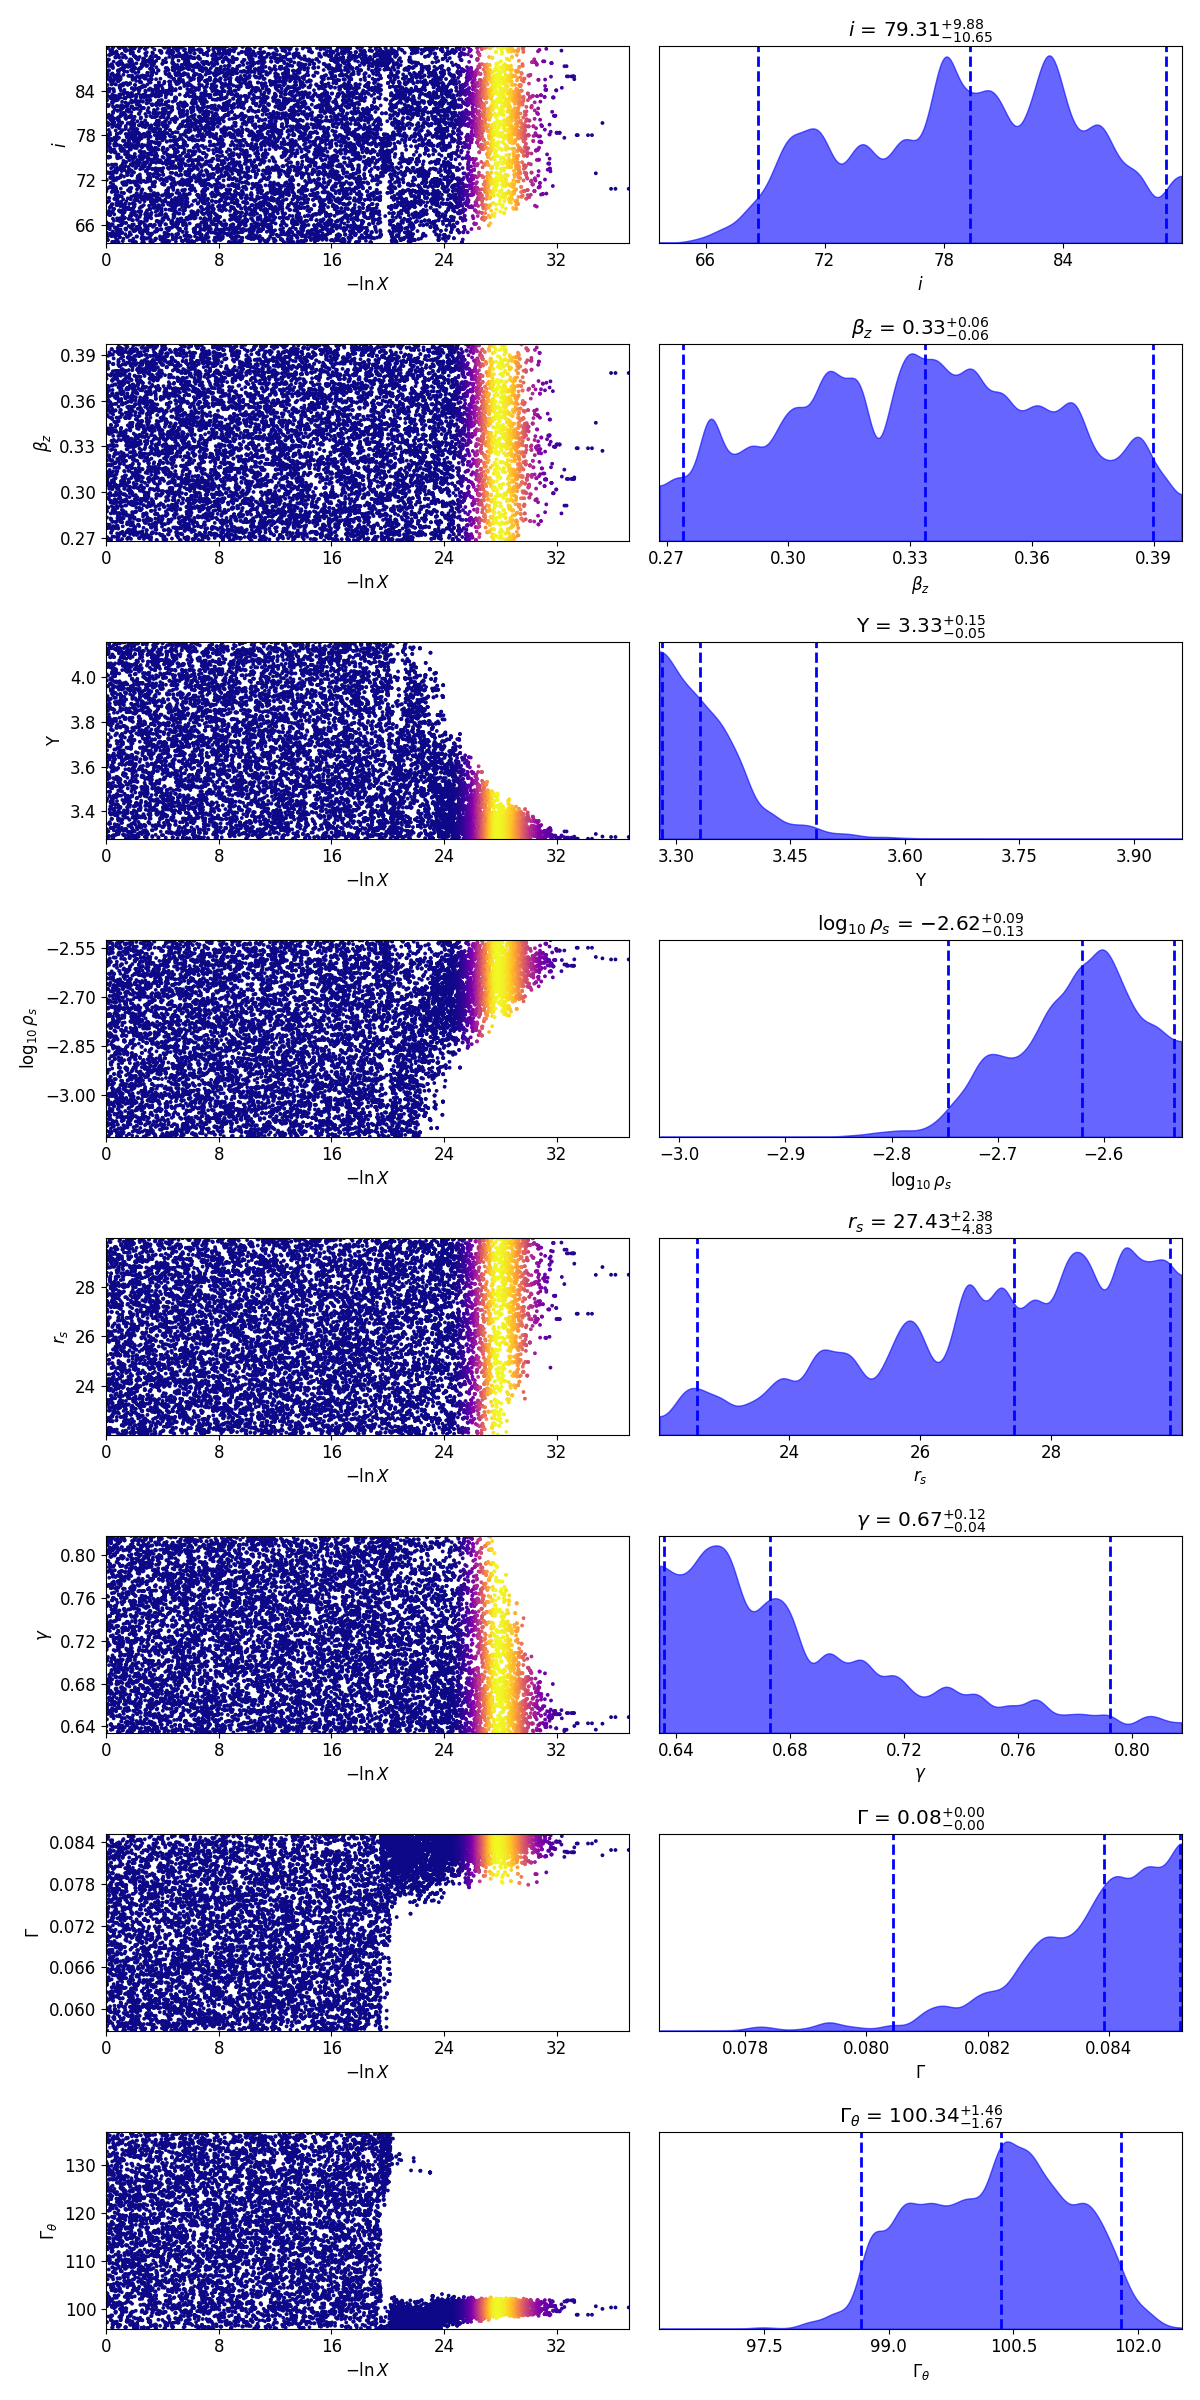 i = 79.31 +9.88 −10.65
84
78
72
66
i
0 8 16 24 32
−ln X
66 72 78 84
i
β_z = 0.33 +0.06 −0.06
0.39
0.36
0.33
0.30
0.27
β_z
0 8 16 24 32
−ln X
0.27 0.30 0.33 0.36 0.39
β_z
Υ = 3.33 +0.15 −0.05
4.0
3.8
3.6
3.4
Υ
0 8 16 24 32
−ln X
3.30 3.45 3.60 3.75 3.90
Υ
log₁₀ ρ_s = −2.62 +0.09 −0.13
−2.55
−2.70
−2.85
−3.00
log₁₀ ρ_s
0 8 16 24 32
−ln X
−3.0 −2.9 −2.8 −2.7 −2.6
log₁₀ ρ_s
r_s = 27.43 +2.38 −4.83
28
26
24
r_s
0 8 16 24 32
−ln X
24 26 28
r_s
γ = 0.67 +0.12 −0.04
0.80
0.76
0.72
0.68
0.64
γ
0 8 16 24 32
−ln X
0.64 0.68 0.72 0.76 0.80
γ
Γ = 0.08 +0.00 −0.00
0.084
0.078
0.072
0.066
0.060
Γ
0 8 16 24 32
−ln X
0.078 0.080 0.082 0.084
Γ
Γ_θ = 100.34 +1.46 −1.67
130
120
110
100
Γ_θ
0 8 16 24 32
−ln X
97.5 99.0 100.5 102.0
Γ_θ